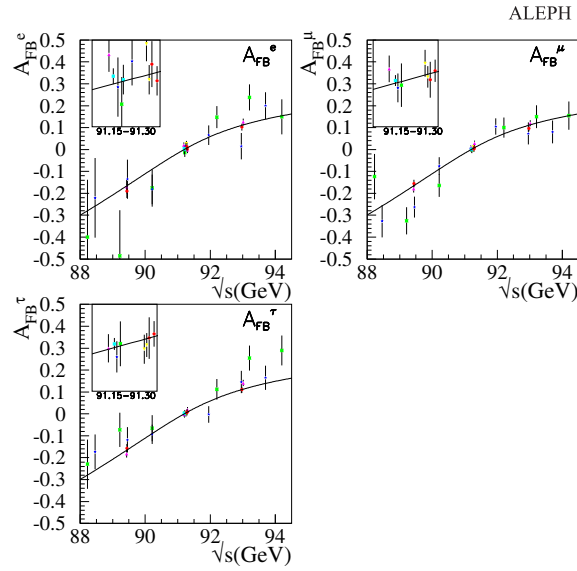 ALEPH
A_FB^e
0.5
0.4
0.3
0.2
0.1
0
-0.1
-0.2
-0.3
-0.4
-0.5
A_FB^e
91.15−91.30
88 90 92 94
√s(GeV)
A_FB^μ
0.5
0.4
0.3
0.2
0.1
0
-0.1
-0.2
-0.3
-0.4
-0.5
A_FB^μ
91.15−91.30
88 90 92 94
√s(GeV)
A_FB^τ
0.5
0.4
0.3
0.2
0.1
0
-0.1
-0.2
-0.3
-0.4
-0.5
A_FB^τ
91.15−91.30
88 90 92 94
√s(GeV)